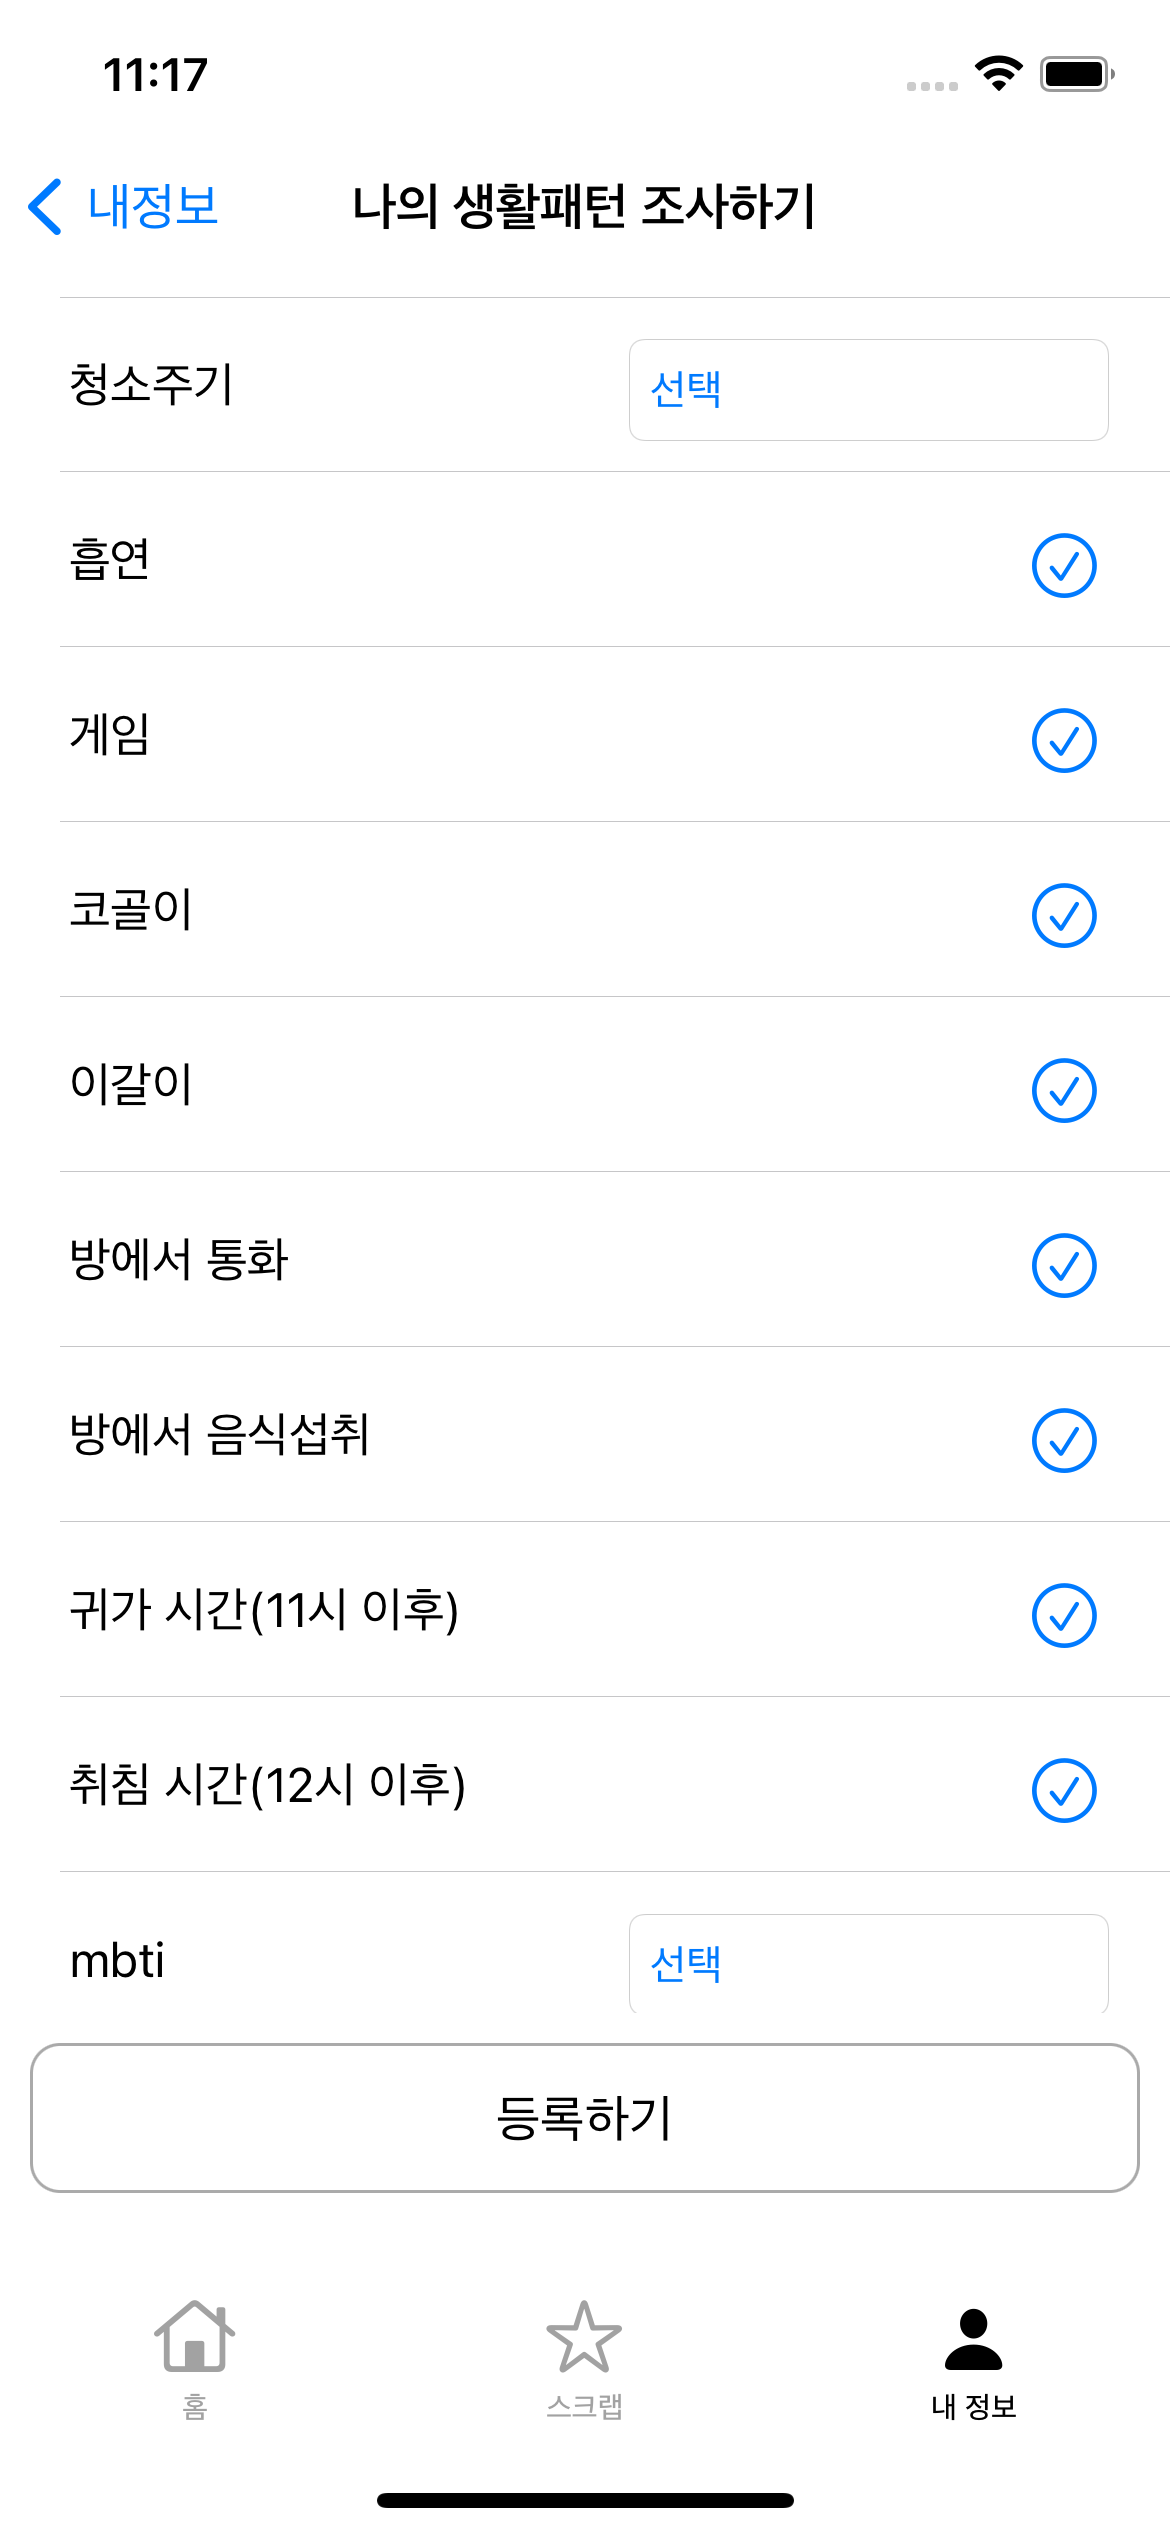 11:17
내정보
나의 생활패턴 조사하기
청소주기
선택
흡연
게임
코골이
이갈이
방에서 통화
방에서 음식섭취
귀가 시간(11시 이후)
취침 시간(12시 이후)
mbti
선택
등록하기
홈
스크랩
내 정보